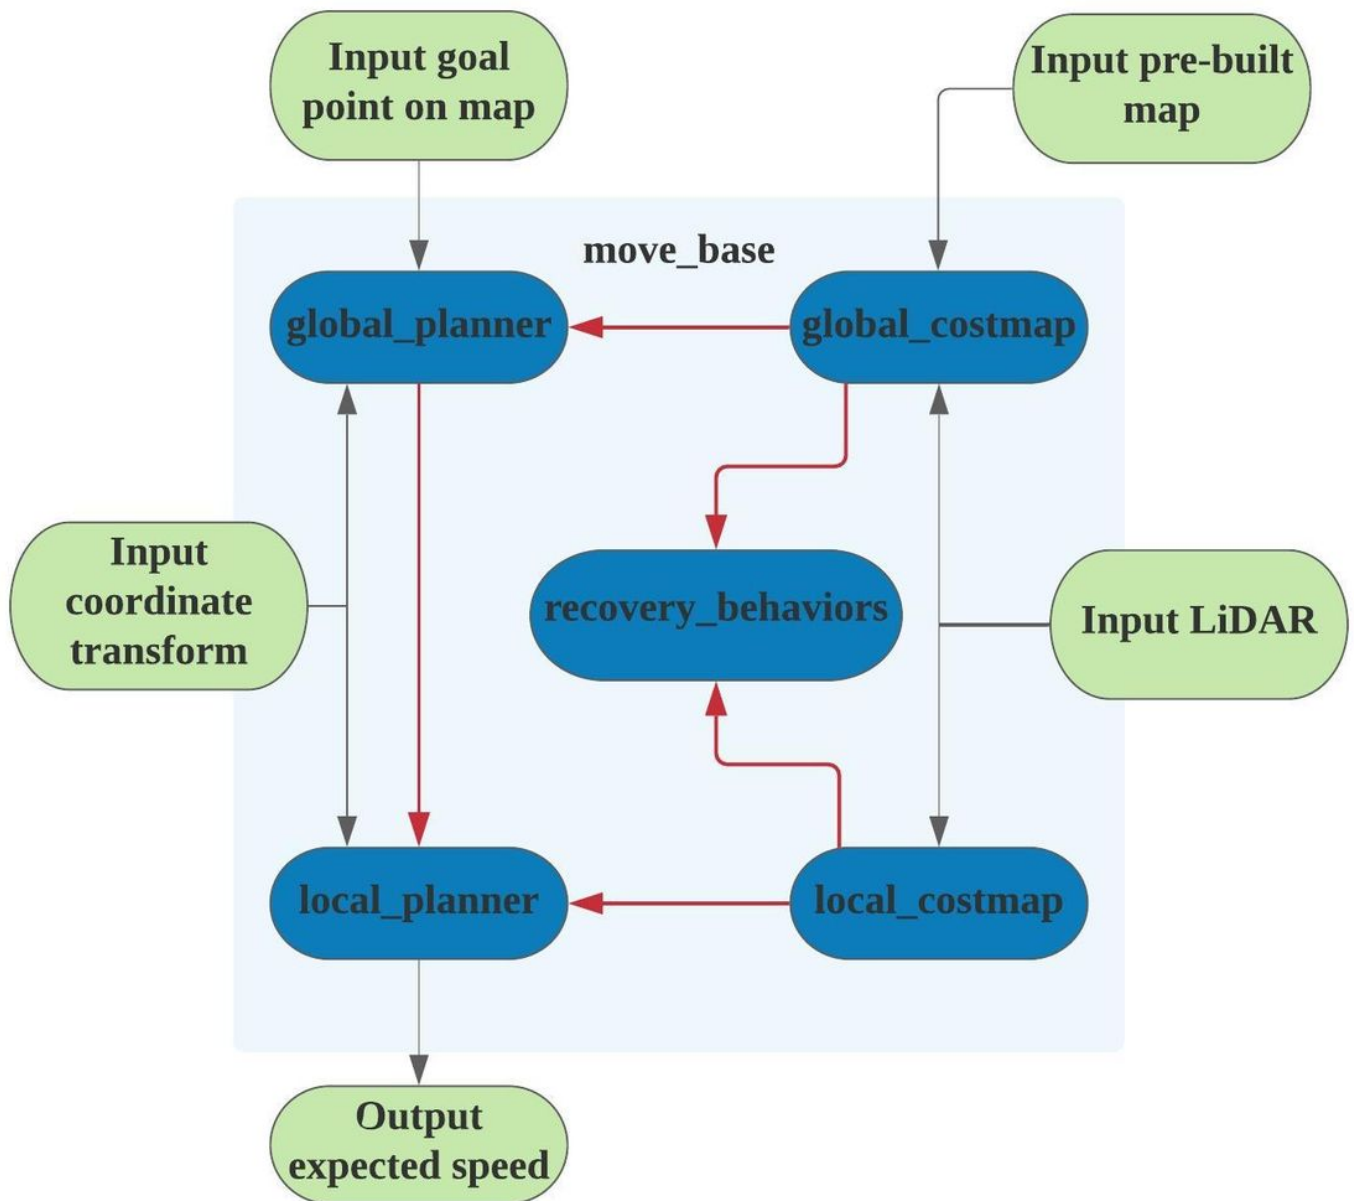 Input goal
point on map
Input pre-built
map
move_base
global_planner
global_costmap
Input
coordinate
transform
recovery_behaviors
Input LiDAR
local_planner
local_costmap
Output
expected speed